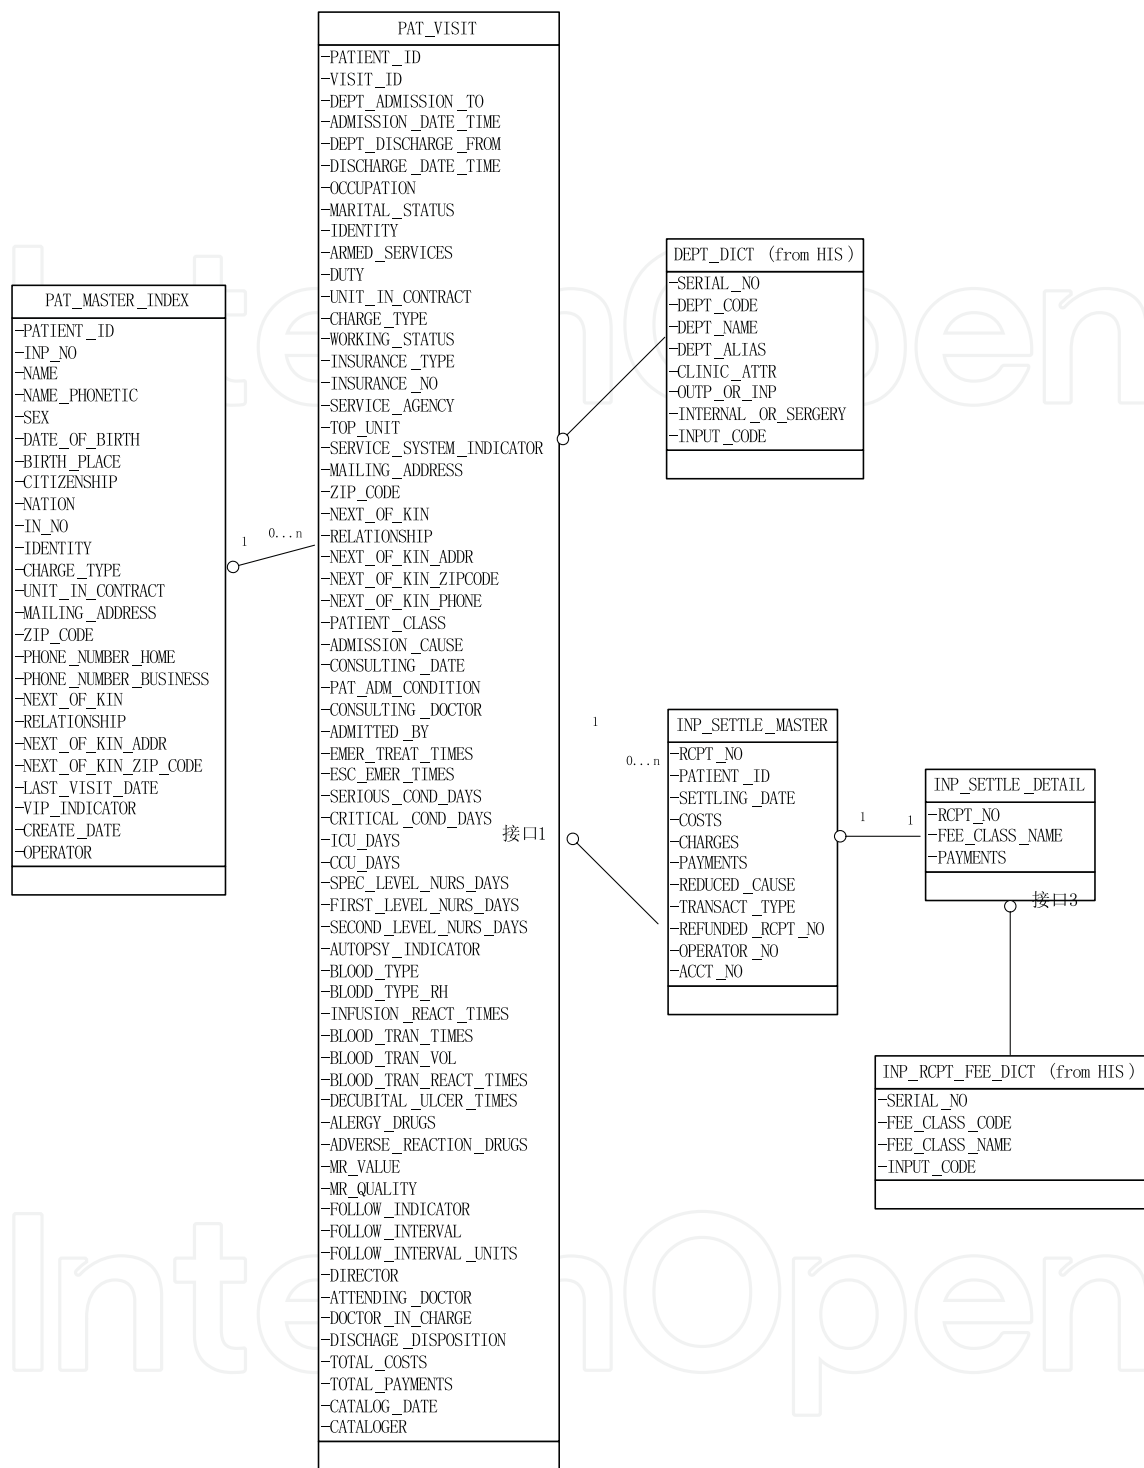 PAT_VISIT
-PATIENT_ID
-VISIT_ID
-DEPT_ADMISSION_TO
-ADMISSION_DATE_TIME
-DEPT_DISCHARGE_FROM
-DISCHARGE_DATE_TIME
-OCCUPATION
-MARITAL_STATUS
-IDENTITY
-ARMED_SERVICES
-DUTY
-UNIT_IN_CONTRACT
-CHARGE_TYPE
-WORKING_STATUS
-INSURANCE_TYPE
-INSURANCE_NO
-SERVICE_AGENCY
-TOP_UNIT
-SERVICE_SYSTEM_INDICATOR
-MAILING_ADDRESS
-ZIP_CODE
-NEXT_OF_KIN
-RELATIONSHIP
-NEXT_OF_KIN_ADDR
-NEXT_OF_KIN_ZIPCODE
-NEXT_OF_KIN_PHONE
-PATIENT_CLASS
-ADMISSION_CAUSE
-CONSULTING_DATE
-PAT_ADM_CONDITION
-CONSULTING_DOCTOR
-ADMITTED_BY
-EMER_TREAT_TIMES
-ESC_EMER_TIMES
-SERIOUS_COND_DAYS
-CRITICAL_COND_DAYS
-ICU_DAYS
-CCU_DAYS
-SPEC_LEVEL_NURS_DAYS
-FIRST_LEVEL_NURS_DAYS
-SECOND_LEVEL_NURS_DAYS
-AUTOPSY_INDICATOR
-BLOOD_TYPE
-BLODD_TYPE_RH
-INFUSION_REACT_TIMES
-BLOOD_TRAN_TIMES
-BLOOD_TRAN_VOL
-BLOOD_TRAN_REACT_TIMES
-DECUBITAL_ULCER_TIMES
-ALERGY_DRUGS
-ADVERSE_REACTION_DRUGS
-MR_VALUE
-MR_QUALITY
-FOLLOW_INDICATOR
-FOLLOW_INTERVAL
-FOLLOW_INTERVAL_UNITS
-DIRECTOR
-ATTENDING_DOCTOR
-DOCTOR_IN_CHARGE
-DISCHAGE_DISPOSITION
-TOTAL_COSTS
-TOTAL_PAYMENTS
-CATALOG_DATE
-CATALOGER
PAT_MASTER_INDEX
-PATIENT_ID
-INP_NO
-NAME
-NAME_PHONETIC
-SEX
-DATE_OF_BIRTH
-BIRTH_PLACE
-CITIZENSHIP
-NATION
-IN_NO
-IDENTITY
-CHARGE_TYPE
-UNIT_IN_CONTRACT
-MAILING_ADDRESS
-ZIP_CODE
-PHONE_NUMBER_HOME
-PHONE_NUMBER_BUSINESS
-NEXT_OF_KIN
-RELATIONSHIP
-NEXT_OF_KIN_ADDR
-NEXT_OF_KIN_ZIP_CODE
-LAST_VISIT_DATE
-VIP_INDICATOR
-CREATE_DATE
-OPERATOR
1
0...n
DEPT_DICT (from HIS)
-SERIAL_NO
-DEPT_CODE
-DEPT_NAME
-DEPT_ALIAS
-CLINIC_ATTR
-OUTP_OR_INP
-INTERNAL_OR_SERGERY
-INPUT_CODE
1
0...n
接口1
INP_SETTLE_MASTER
-RCPT_NO
-PATIENT_ID
-SETTLING_DATE
-COSTS
-CHARGES
-PAYMENTS
-REDUCED_CAUSE
-TRANSACT_TYPE
-REFUNDED_RCPT_NO
-OPERATOR_NO
-ACCT_NO
1
1
INP_SETTLE_DETAIL
-RCPT_NO
-FEE_CLASS_NAME
-PAYMENTS
接口3
INP_RCPT_FEE_DICT (from HIS)
-SERIAL_NO
-FEE_CLASS_CODE
-FEE_CLASS_NAME
-INPUT_CODE
InternOpen
InternOpen